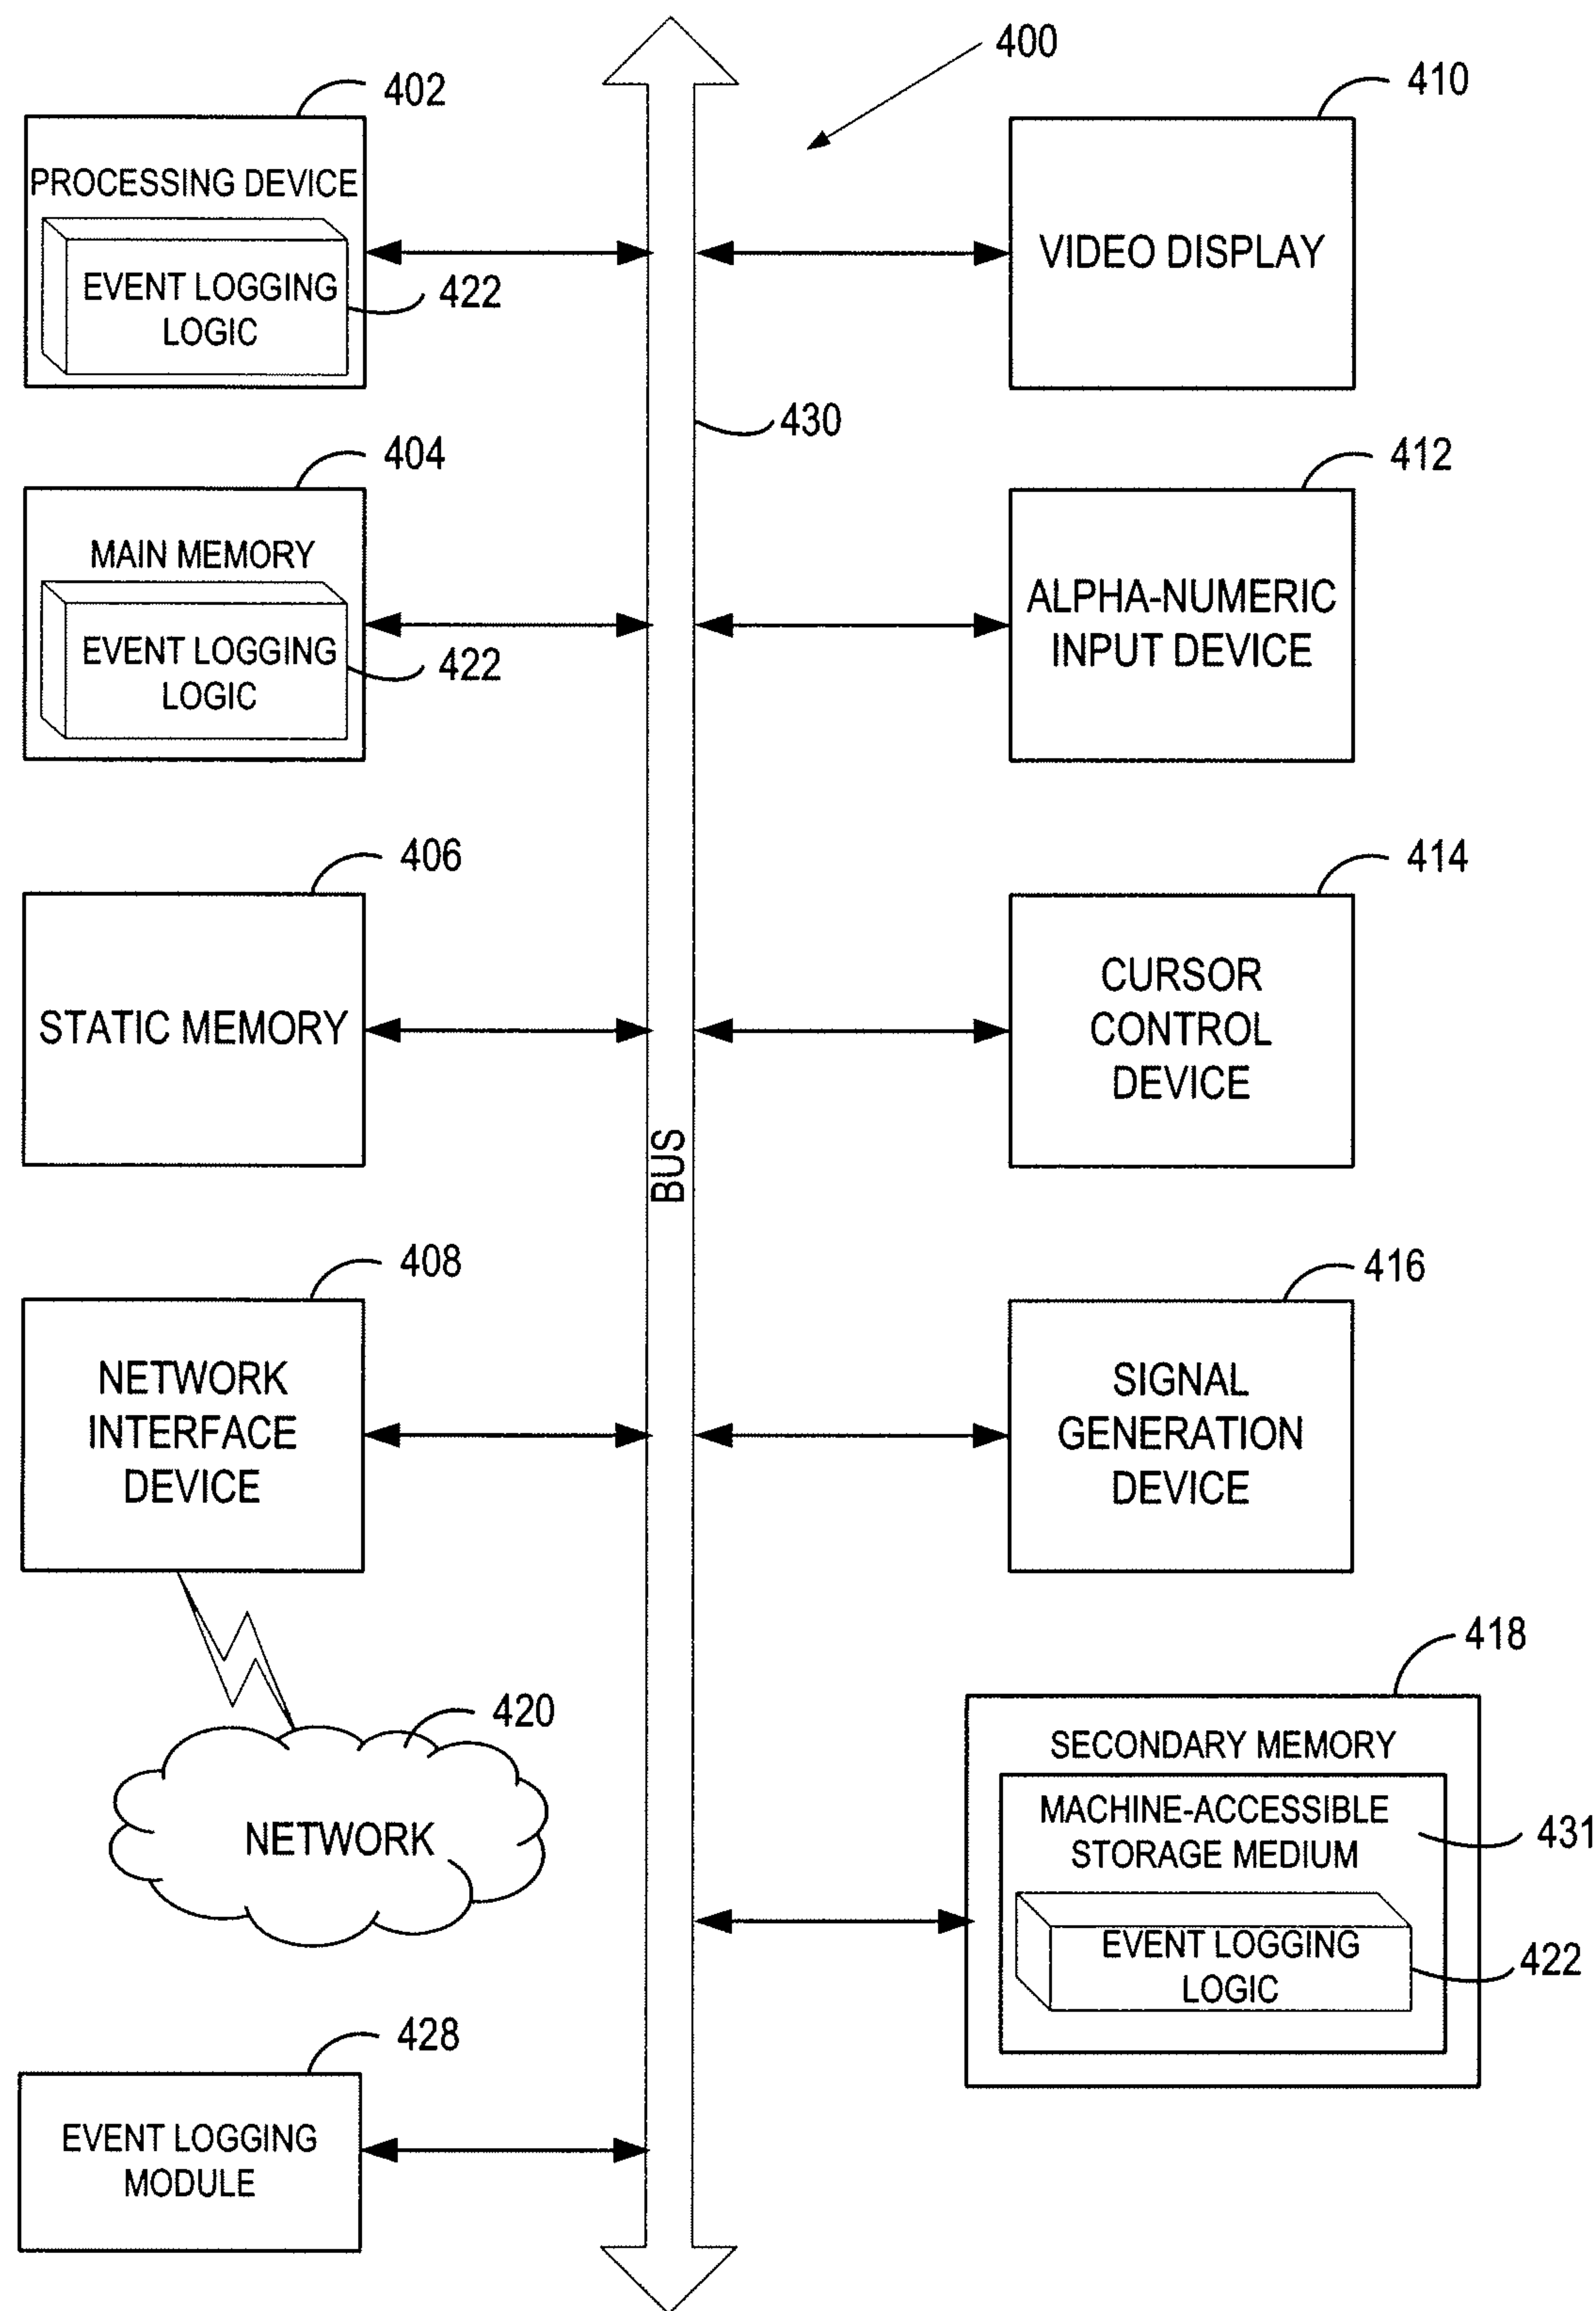 400
402
PROCESSING DEVICE
EVENT LOGGING
LOGIC
422
410
VIDEO DISPLAY
430
404
MAIN MEMORY
EVENT LOGGING
LOGIC
422
412
ALPHA-NUMERIC
INPUT DEVICE
406
STATIC MEMORY
414
CURSOR
CONTROL
DEVICE
BUS
408
NETWORK
INTERFACE
DEVICE
416
SIGNAL
GENERATION
DEVICE
420
NETWORK
418
SECONDARY MEMORY
MACHINE-ACCESSIBLE
STORAGE MEDIUM
431
EVENT LOGGING
LOGIC
422
428
EVENT LOGGING
MODULE